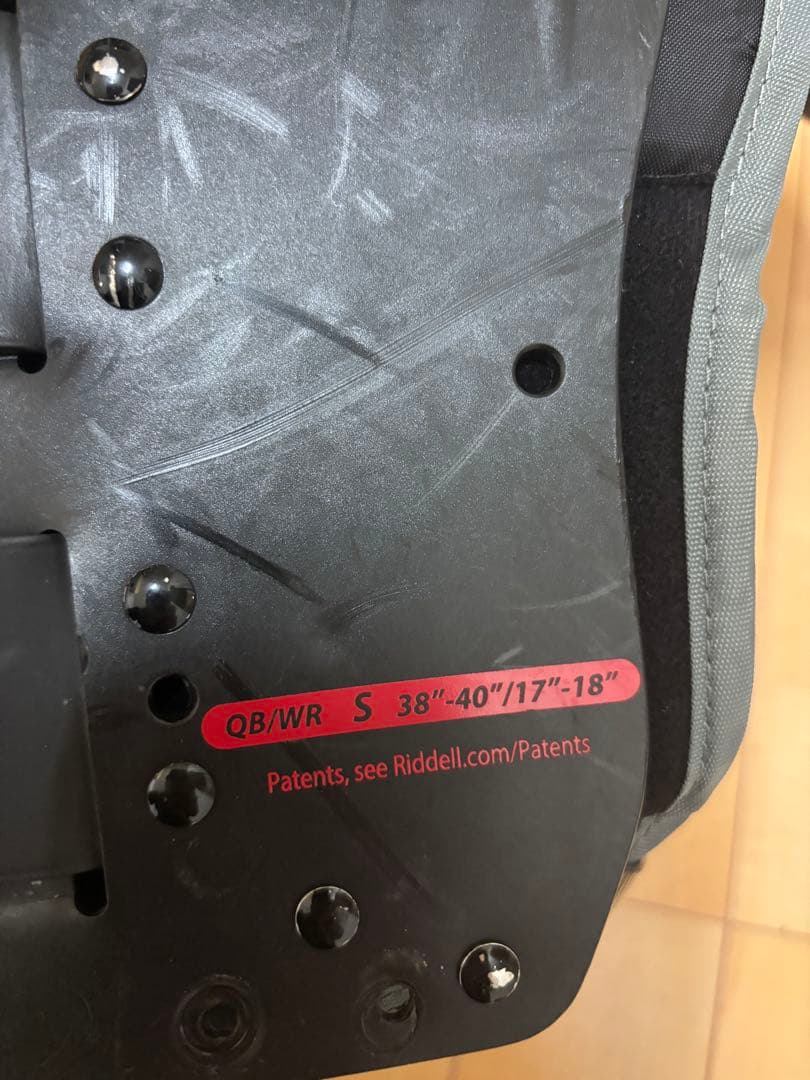 QB/WR S 38”-40”/17”-18”
Patents, see Riddell.com/Patents